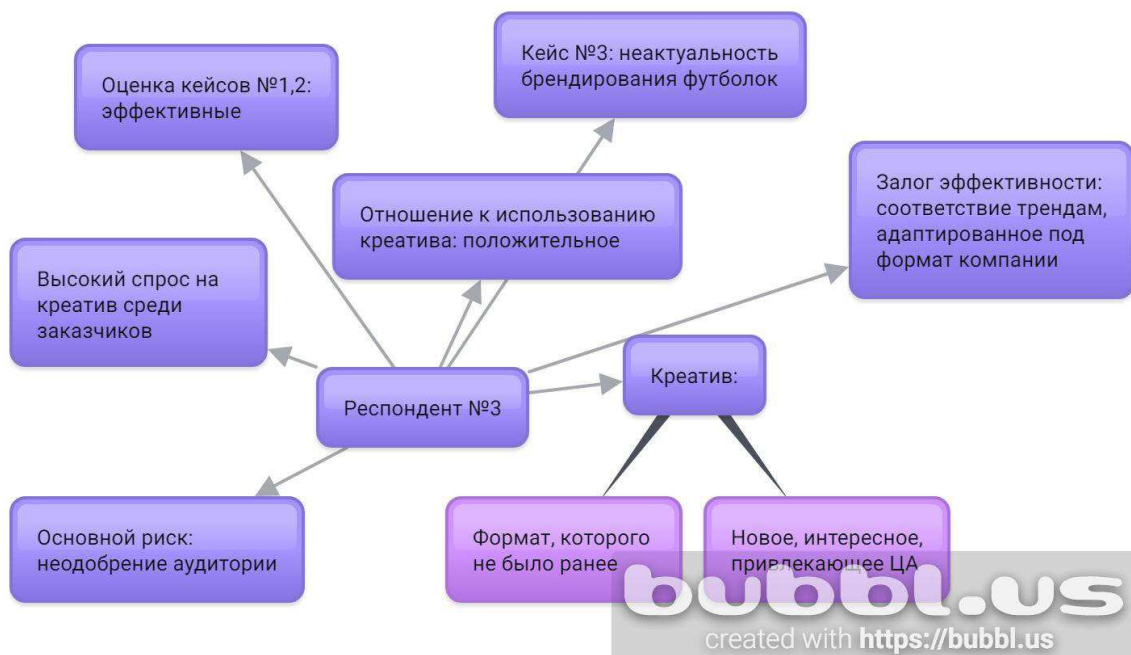 Кейс №3: неактуальность
брендирования футболок
Оценка кейсов №1,2:
эффективные
Залог эффективности:
соответствие трендам,
адаптированное под
формат компании
Отношение к использованию
креатива: положительное
Высокий спрос на
креатив среди
заказчиков
Креатив:
Респондент №3
Основной риск:
неодобрение аудитории
Формат, которого
не было ранее
Новое, интересное,
привлекающее ЦА
bubbl.us
created with https://bubbl.us